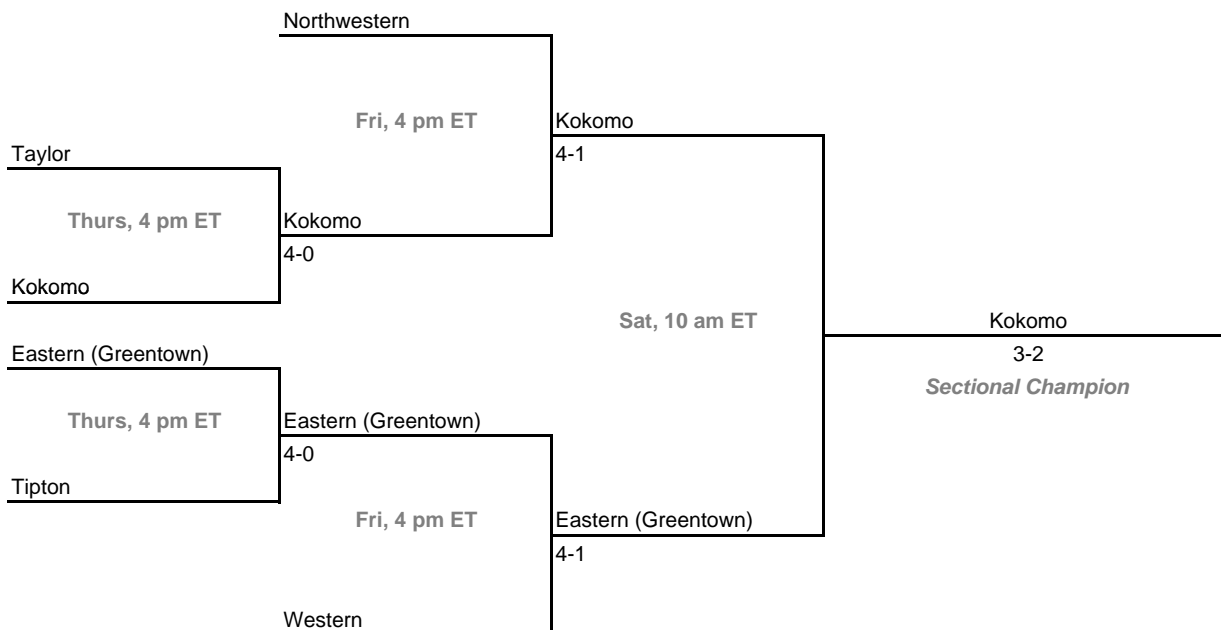 Northwestern
Fri, 4 pm ET
Kokomo
4-1
Taylor
Thurs, 4 pm ET
Kokomo
4-0
Kokomo
Sat, 10 am ET
Kokomo
3-2
Sectional Champion
Eastern (Greentown)
Thurs, 4 pm ET
Eastern (Greentown)
4-0
Tipton
Fri, 4 pm ET
Eastern (Greentown)
4-1
Western